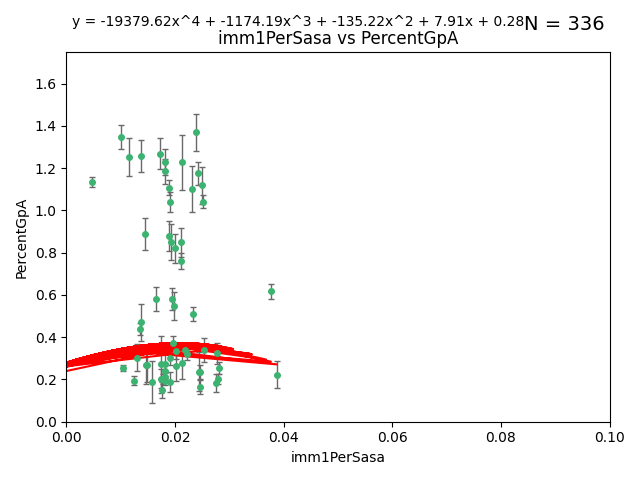 y = -19379.62x^4 + -1174.19x^3 + -135.22x^2 + 7.91x + 0.28
N = 336
imm1PerSasa vs PercentGpA
PercentGpA
1.6
1.4
1.2
1.0
0.8
0.6
0.4
0.2
0.0
0.00 0.02 0.04 0.06 0.08 0.10
imm1PerSasa